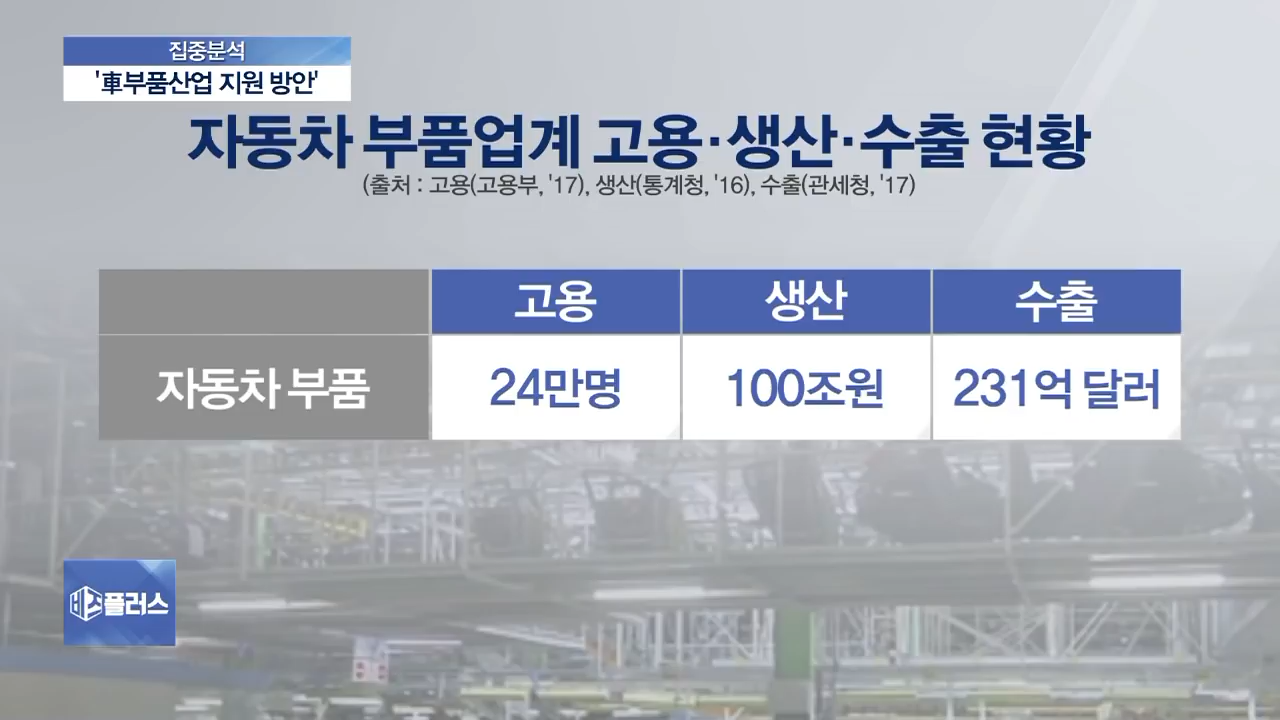 집중분석
'車부품산업 지원 방안'
자동차 부품업계 고용·생산·수출 현황
(출처 : 고용(고용부, '17), 생산(통계청, '16), 수출(관세청, '17)
고용 생산 수출
자동차 부품 24만명 100조원 231억 달러
비즈플러스